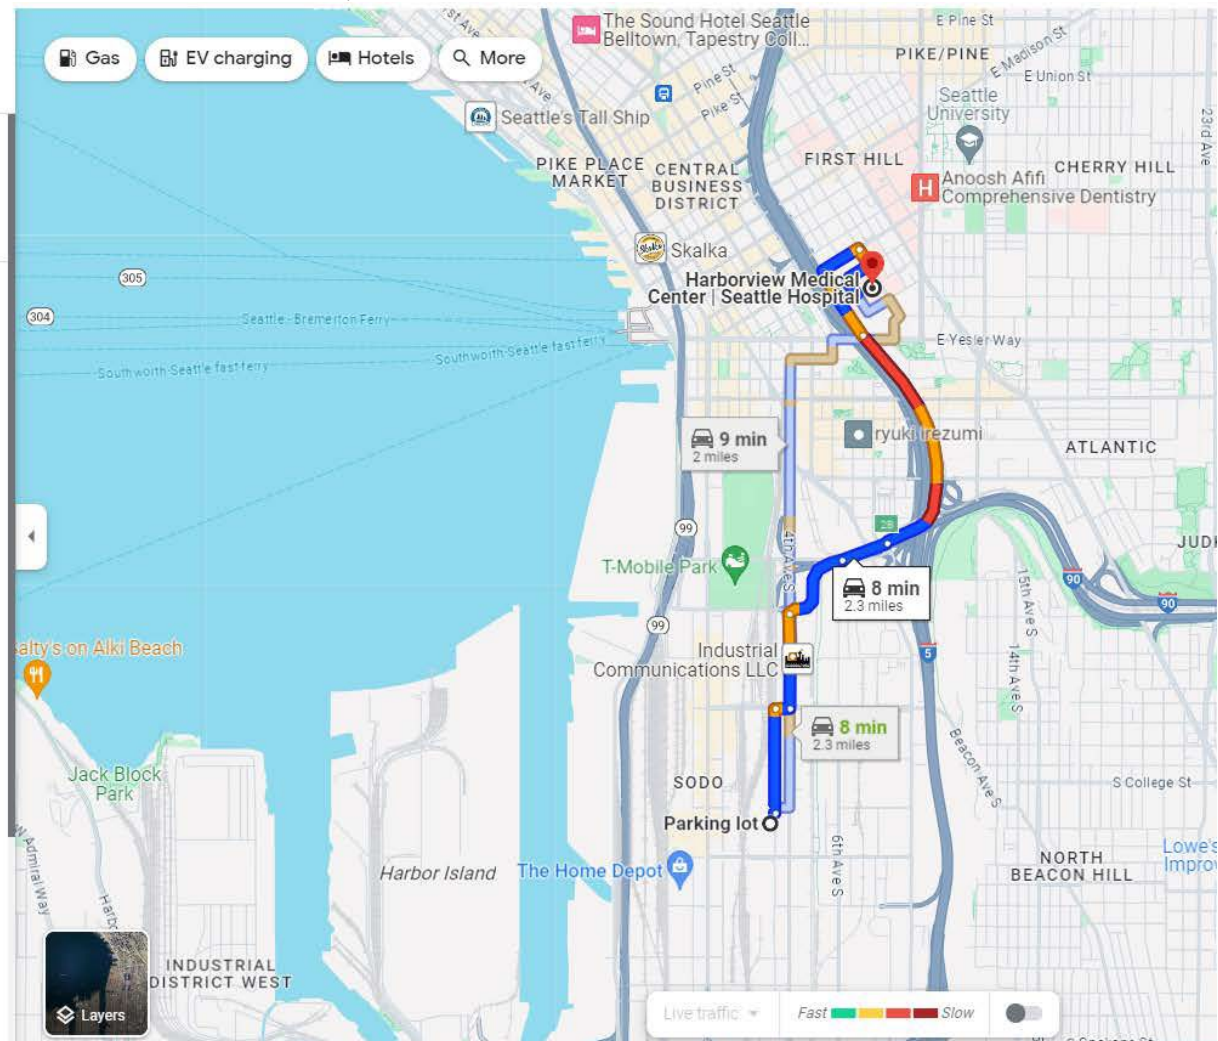 E Pine St
The Sound Hotel Seattle
Belltown, Tapestry Coll...
PIKE/PINE
E Madison St
Gas
EV charging
Hotels
More
E Union St
Pine St
Pike St
Seattle
University
23rd Ave
Seattle's Tall Ship
PIKE PLACE
MARKET
CENTRAL
BUSINESS
DISTRICT
FIRST HILL
CHERRY HILL
H
Anoosh Afifi
Comprehensive Dentistry
Skalka
305
Harborview Medical
Center | Seattle Hospital
304
Seattle - Bremerton Ferry
Southworth-Seattle fast ferry
Southworth-Seattle fast ferry
E Yesler Way
9 min
2 miles
ryuki irezumi
ATLANTIC
99
2B
4th Ave S
T-Mobile Park
8 min
2.3 miles
90
90
15th Ave S
99
Salty's on Alki Beach
Industrial
Communications LLC
5
14th Ave S
8 min
2.3 miles
Beacon Ave S
Jack Block
Park
SODO
S College St
Parking lot
W Admiral Way
6th Ave S
Harbor Island
The Home Depot
NORTH
BEACON HILL
Lowe's
Improv
INDUSTRIAL
DISTRICT WEST
Layers
Live traffic
Fast
Slow